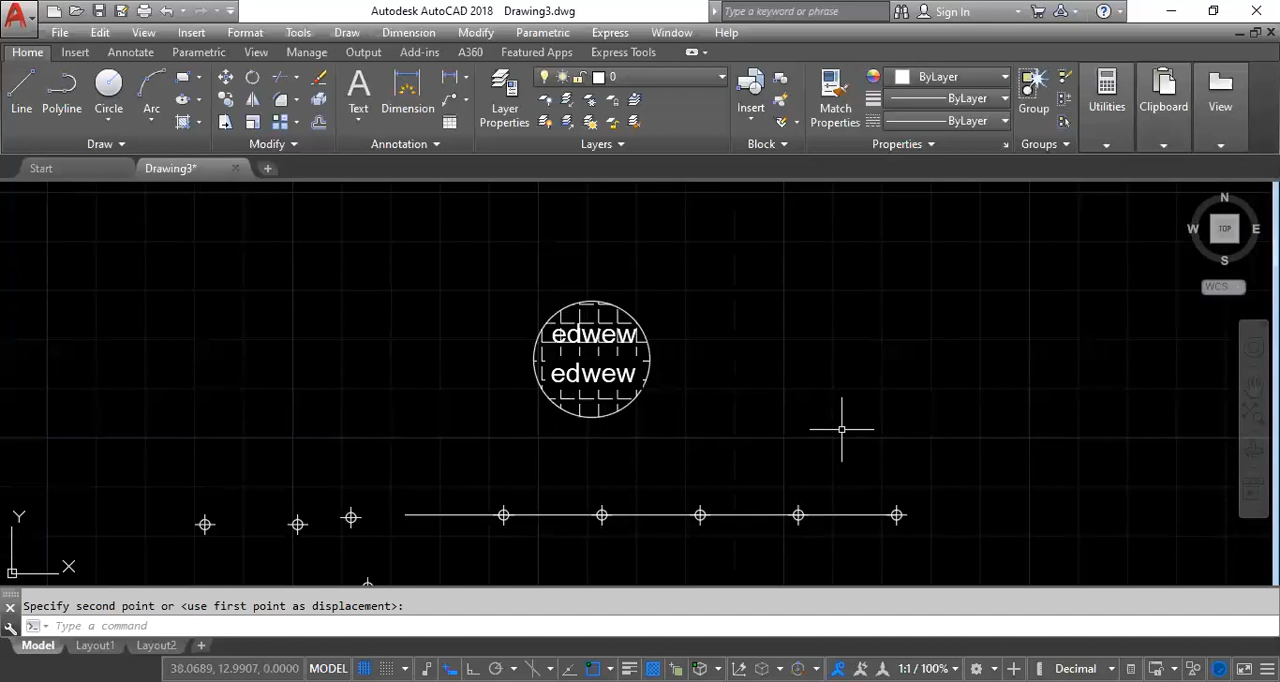 Autodesk AutoCAD 2018 Drawing3.dwg
Type a keyword or phrase
Sign In
File Edit View Insert Format Tools Draw Dimension Modify Parametric Express Window Help
Home Insert Annotate Parametric View Manage Output Add-ins A360 Featured Apps Express Tools
Line Polyline Circle Arc
Text Dimension
Layer Properties
0
Insert
Match Properties
ByLayer
ByLayer
ByLayer
Group
Utilities
Clipboard
View
Draw Modify Annotation Layers Block Properties Groups
Start Drawing3*
N
W TOP E
S
WCS
edwew
edwew
Y
X
Specify second point or <use first point as displacement>:
Type a command
Model Layout1 Layout2
38.0689, 12.9907, 0.0000 MODEL 1:1 / 100% Decimal